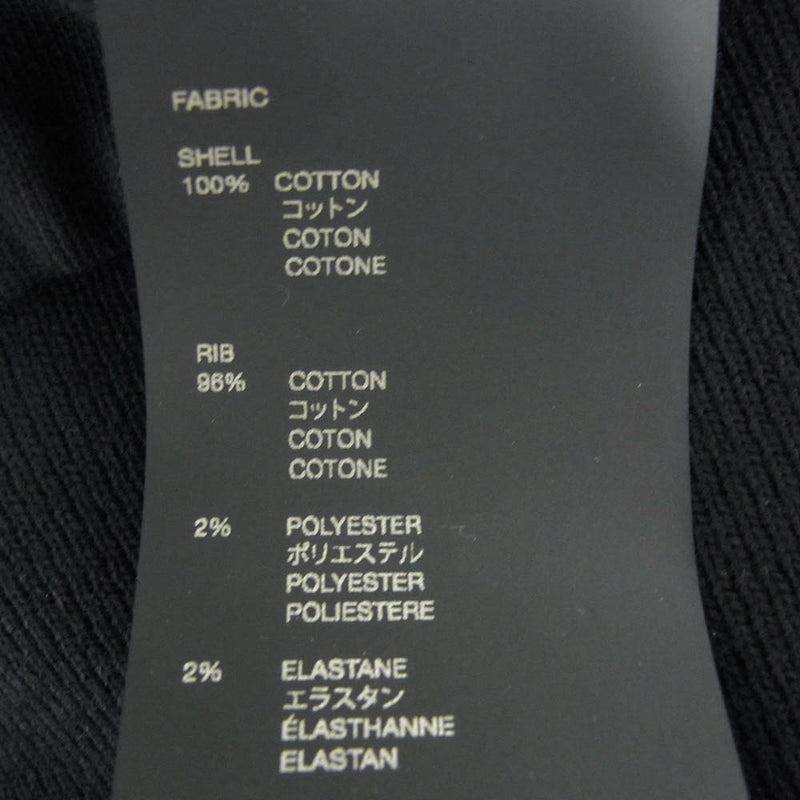 FABRIC
SHELL
100% COTTON
コットン
COTON
COTONE
RIB
96% COTTON
コットン
COTON
COTONE
2% POLYESTER
ポリエステル
POLYESTER
POLIESTERE
2% ELASTANE
エラスタン
ÉLASTHANNE
ELASTAN